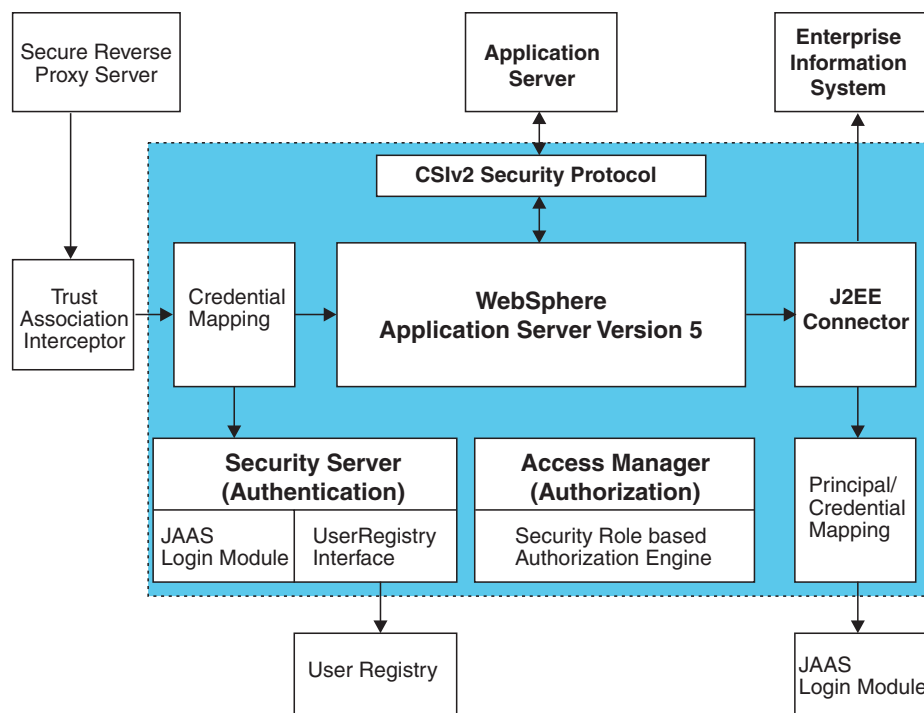 Secure Reverse
Proxy Server
Application
Server
Enterprise
Information
System
CSIv2 Security Protocol
Trust
Association
Interceptor
Credential
Mapping
WebSphere
Application Server Version 5
J2EE
Connector
Security Server
(Authentication)
JAAS
Login Module
UserRegistry
Interface
Access Manager
(Authorization)
Security Role based
Authorization Engine
Principal/
Credential
Mapping
User Registry
JAAS
Login Module